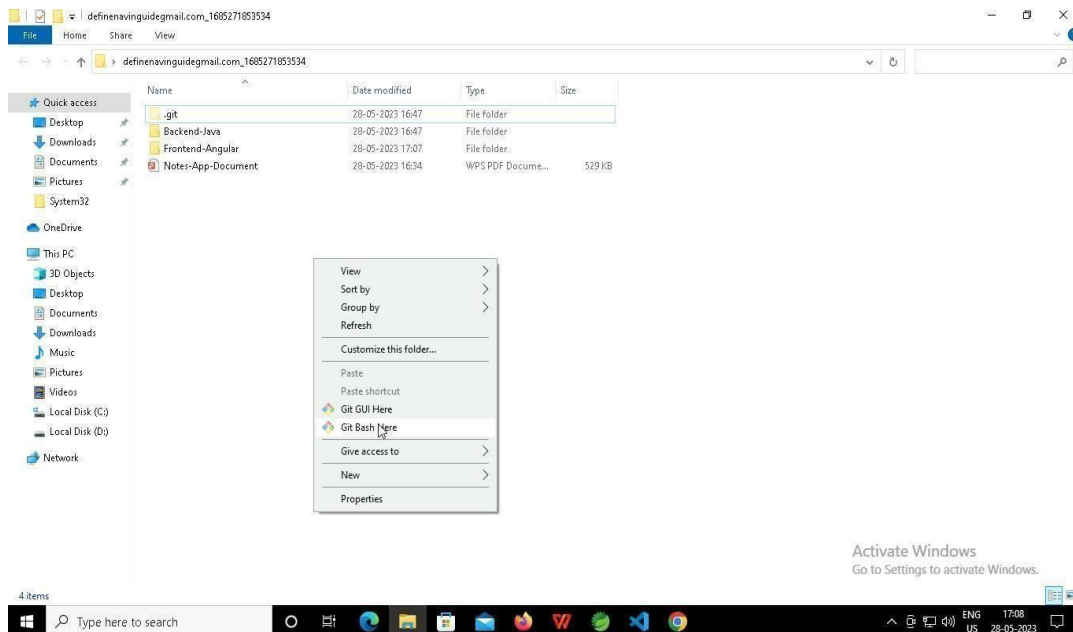 definenavinguidegmail.com_1685271853534
File Home Share View
definenavinguidegmail.com_1685271853534
Name Date modified Type Size
Quick access
Desktop
Downloads
Documents
Pictures
System32
OneDrive
This PC
3D Objects
Desktop
Documents
Downloads
Music
Pictures
Videos
Local Disk (C:)
Local Disk (D:)
Network
.git 28-05-2023 16:47 File folder
Backend-Java 28-05-2023 16:47 File folder
Frontend-Angular 28-05-2023 17:07 File folder
Notes-App-Document 28-05-2023 16:34 WPS PDF Docume... 529 KB
View
Sort by
Group by
Refresh
Customize this folder...
Paste
Paste shortcut
Git GUI Here
Git Bash Here
Give access to
New
Properties
Activate Windows
Go to Settings to activate Windows.
4 items
Type here to search
ENG 17:08
US 28-05-2023